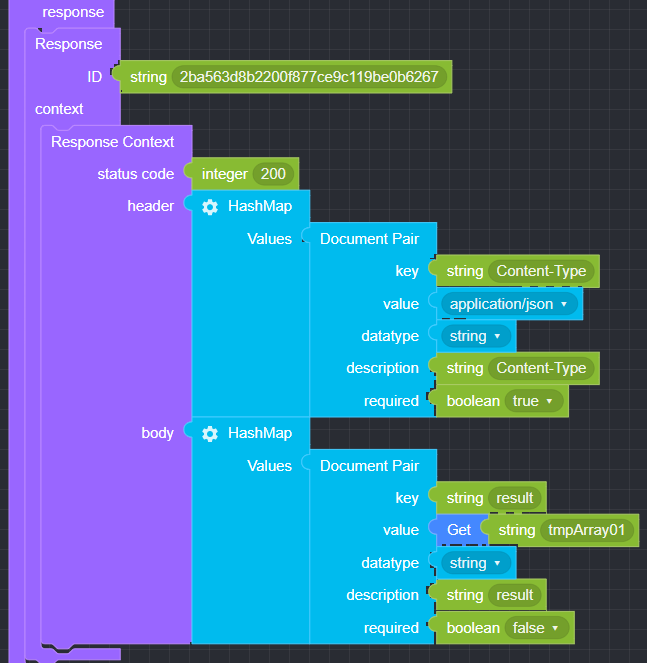 response
Response
ID string 2ba563d8b2200f877ce9c119be0b6267
context
Response Context
status code integer 200
header HashMap
Values Document Pair
key string Content-Type
value application/json
datatype string
description string Content-Type
required boolean true
body HashMap
Values Document Pair
key string result
value Get string tmpArray01
datatype string
description string result
required boolean false